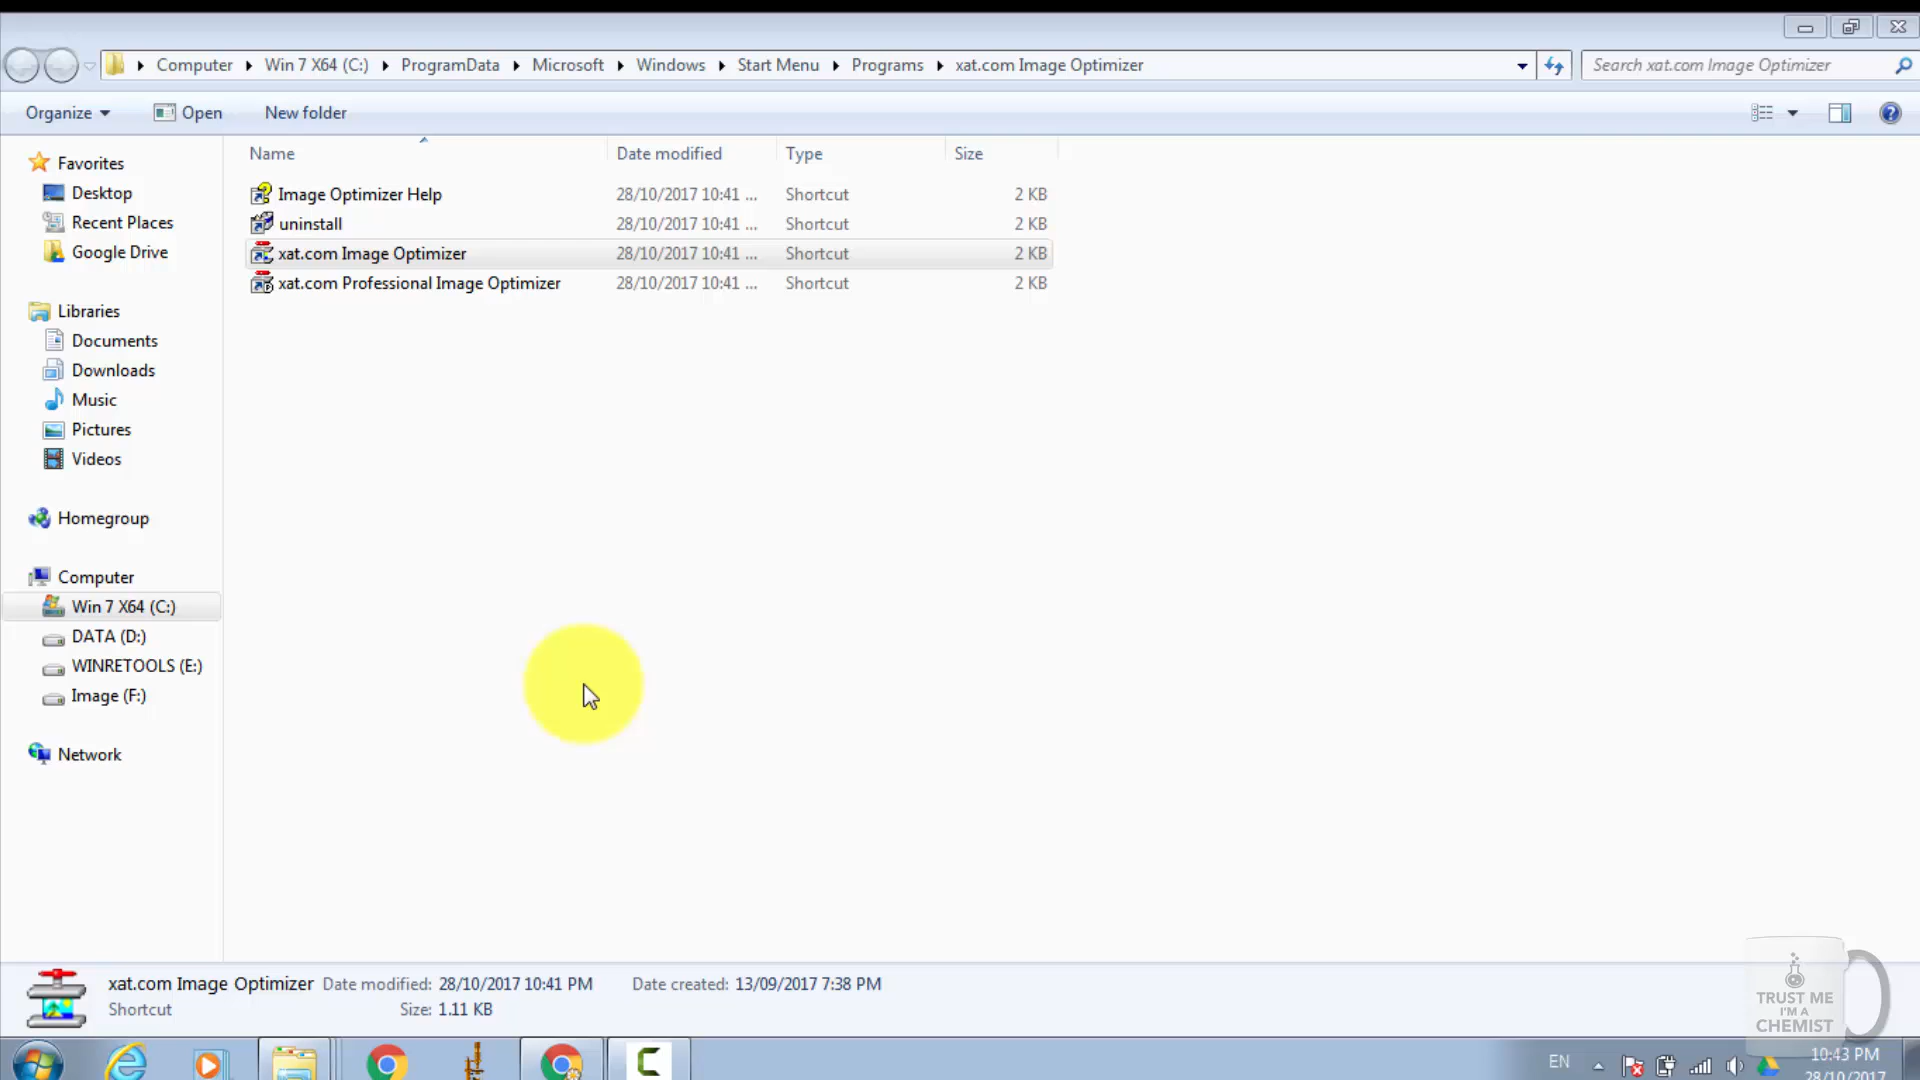 Computer Win 7 X64 (C:) ProgramData Microsoft Windows Start Menu Programs xat.com Image Optimizer
Search xat.com Image Optimizer
Organize Open New folder
Name Date modified Type Size
Image Optimizer Help 28/10/2017 10:41 ... Shortcut 2 KB
uninstall 28/10/2017 10:41 ... Shortcut 2 KB
xat.com Image Optimizer 28/10/2017 10:41 ... Shortcut 2 KB
xat.com Professional Image Optimizer 28/10/2017 10:41 ... Shortcut 2 KB
Favorites
Desktop
Recent Places
Google Drive
Libraries
Documents
Downloads
Music
Pictures
Videos
Homegroup
Computer
Win 7 X64 (C:)
DATA (D:)
WINRETOOLS (E:)
Image (F:)
Network
xat.com Image Optimizer Date modified: 28/10/2017 10:41 PM Date created: 13/09/2017 7:38 PM
Shortcut Size: 1.11 KB
TRUST ME
I'M A
CHEMIST
EN
10:43 PM
28/10/2017